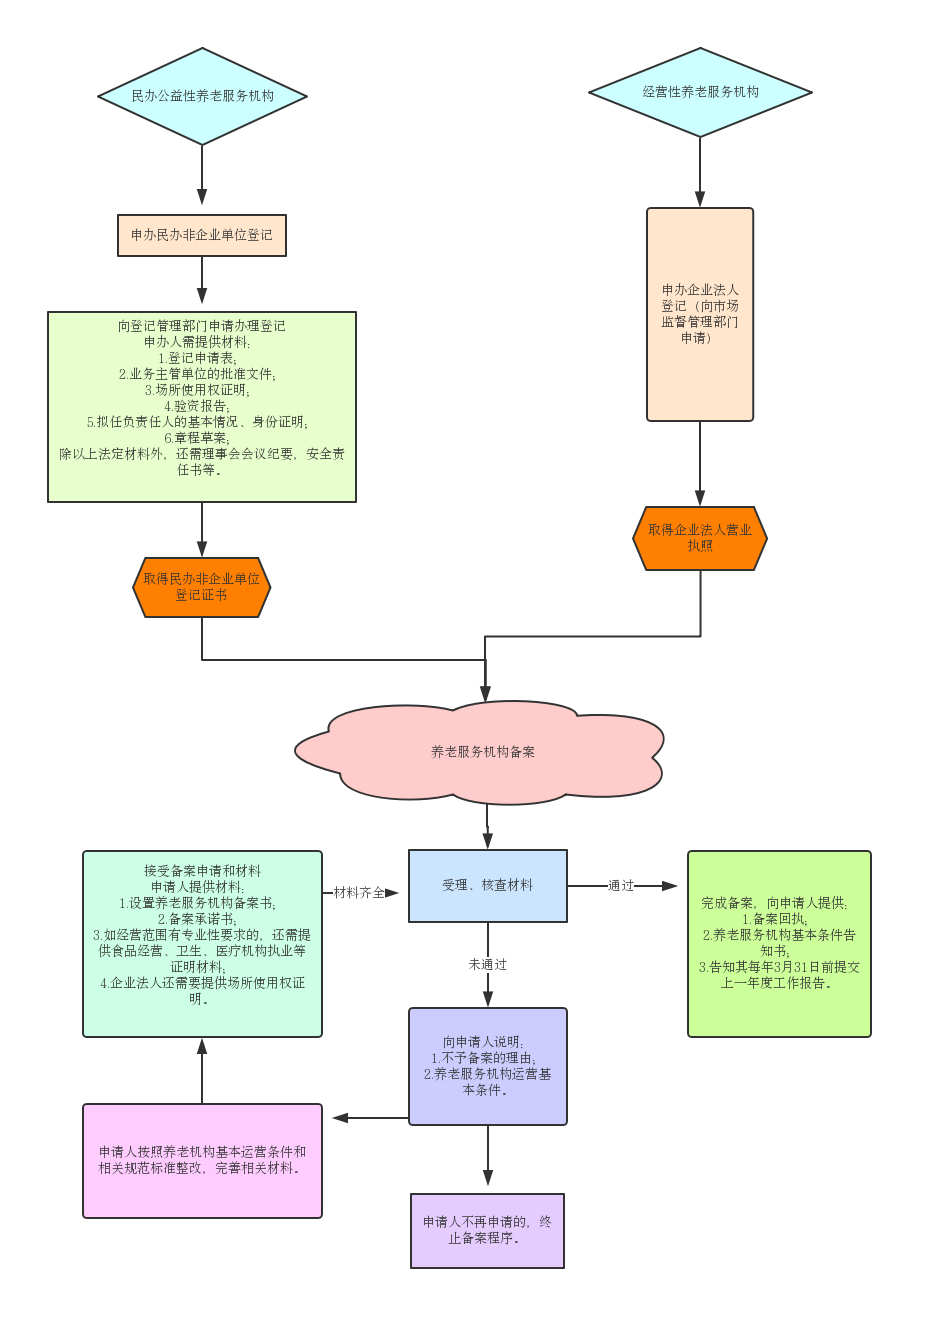 民办公益性养老服务机构
经营性养老服务机构
申办民办非企业单位登记
申办企业法人
登记（向市场
监督管理部门
申请）
向登记管理部门申请办理登记
申办人需提供材料：
1.登记申请表；
2.业务主管单位的批准文件；
3.场所使用权证明；
4.验资报告；
5.拟任负责任人的基本情况、身份证明；
6.章程草案；
除以上法定材料外，还需理事会会议纪要，安全责
任书等。
取得企业法人营业
执照
取得民办非企业单位
登记证书
养老服务机构备案
接受备案申请和材料
申请人提供材料：
1.设置养老服务机构备案书；
2.备案承诺书；
3.如经营范围有专业性要求的，还需提
供食品经营、卫生、医疗机构执业等
证明材料；
4.企业法人还需要提供场所使用权证
明。
材料齐全
受理、核查材料
通过
完成备案，向申请人提供：
1.备案回执；
2.养老服务机构基本条件告
知书；
3.告知其每年3月31日前提交
上一年度工作报告。
未通过
向申请人说明：
1.不予备案的理由；
2.养老服务机构运营基
本条件。
申请人按照养老机构基本运营条件和
相关规范标准整改，完善相关材料。
申请人不再申请的，终
止备案程序。